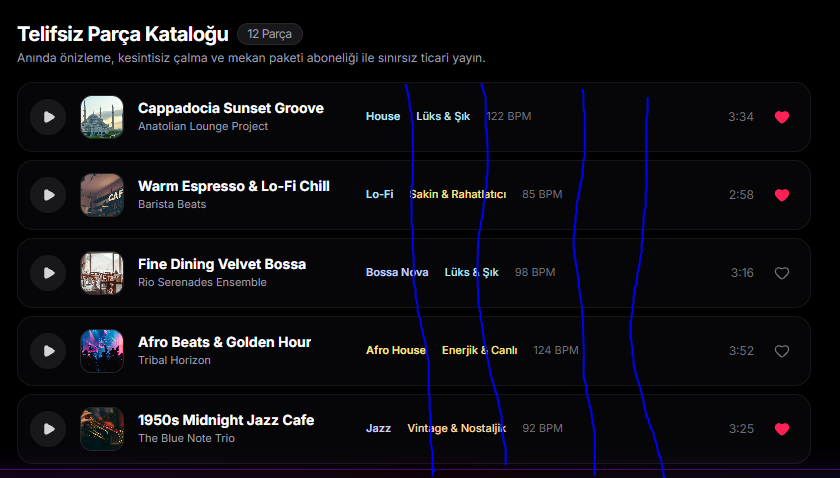 Telifsiz Parça Kataloğu 12 Parça
Anında önizleme, kesintisiz çalma ve mekan paketi aboneliği ile sınırsız ticari yayın.
Cappadocia Sunset Groove
Anatolian Lounge Project
House Lüks & Şık 122 BPM 3:34
Warm Espresso & Lo-Fi Chill
Barista Beats
Lo-Fi Sakin & Rahatlatıcı 85 BPM 2:58
Fine Dining Velvet Bossa
Rio Serenades Ensemble
Bossa Nova Lüks & Şık 98 BPM 3:16
Afro Beats & Golden Hour
Tribal Horizon
Afro House Enerjik & Canlı 124 BPM 3:52
1950s Midnight Jazz Cafe
The Blue Note Trio
Jazz Vintage & Nostaljik 92 BPM 3:25